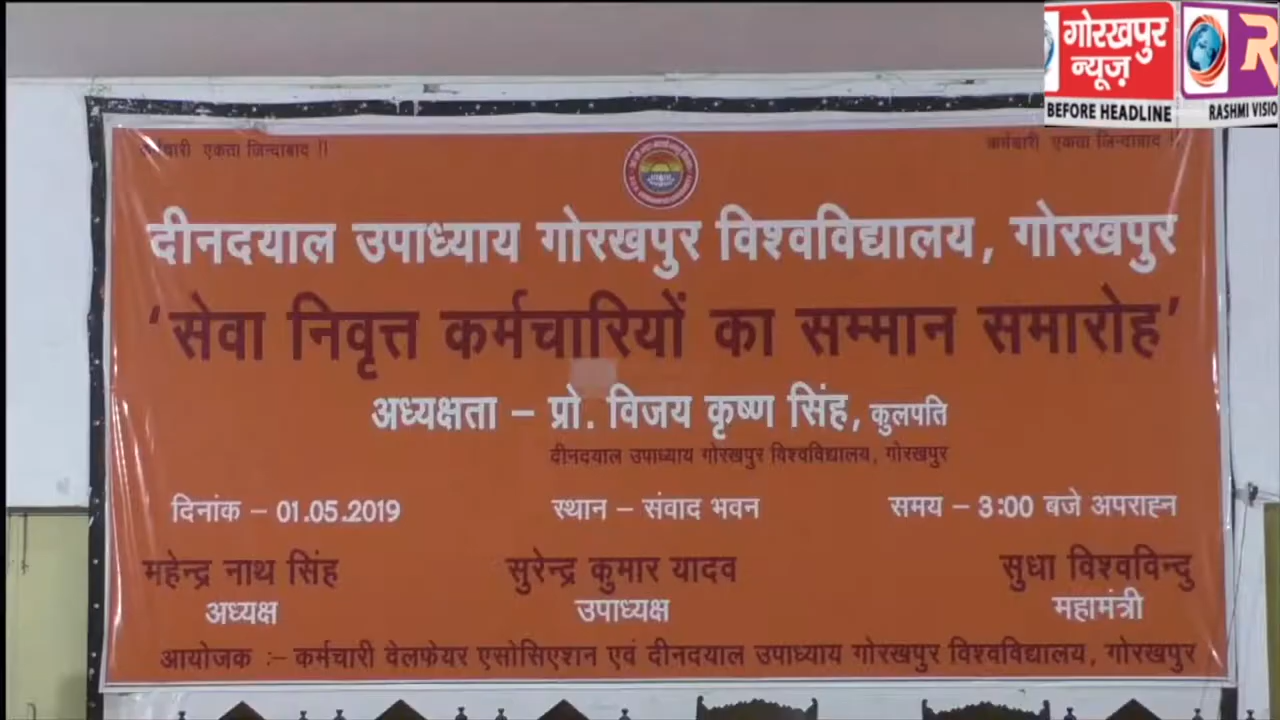 गोरखपुर
न्यूज़
BEFORE HEADLINE
R
RASHMI VISIO
कर्मचारी एकता जिन्दाबाद !!
कर्मचारी एकता जिन्दाबाद !!
दीनदयाल उपाध्याय गोरखपुर विश्वविद्यालय, गोरखपुर
'सेवा निवृत्त कर्मचारियों का सम्मान समारोह'
अध्यक्षता – प्रो. विजय कृष्ण सिंह, कुलपति
दीनदयाल उपाध्याय गोरखपुर विश्वविद्यालय, गोरखपुर
दिनांक – 01.05.2019 स्थान – संवाद भवन समय – 3:00 बजे अपराह्न
महेन्द्र नाथ सिंह सुरेन्द्र कुमार यादव सुधा विश्वविन्दु
अध्यक्ष उपाध्यक्ष महामंत्री
आयोजक :– कर्मचारी वेलफेयर एसोसिएशन एवं दीनदयाल उपाध्याय गोरखपुर विश्वविद्यालय, गोरखपुर